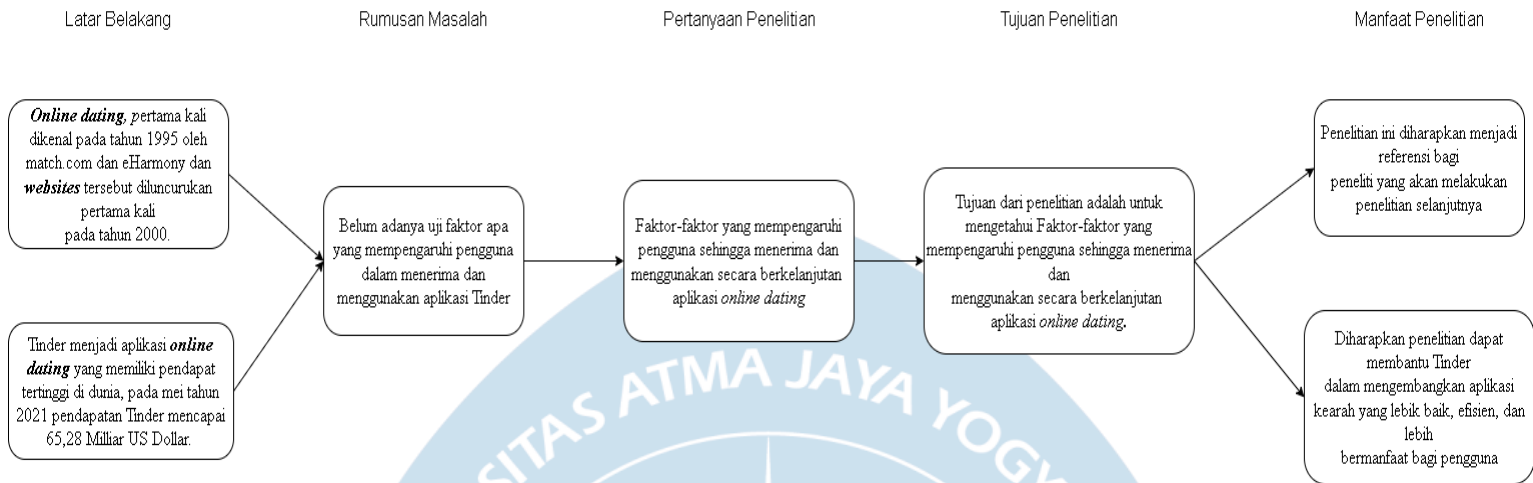 Latar Belakang
Rumusan Masalah
Pertanyaan Penelitian
Tujuan Penelitian
Manfaat Penelitian
Online dating, pertama kali
dikenal pada tahun 1995 oleh
match.com dan eHarmony dan
websites tersebut diluncurukan
pertama kali
pada tahun 2000.
Tinder menjadi aplikasi online
dating yang memiliki pendapat
tertinggi di dunia, pada mei tahun
2021 pendapatan Tinder mencapai
65,28 Milliar US Dollar.
Belum adanya uji faktor apa
yang mempengaruhi pengguna
dalam menerima dan
menggunakan aplikasi Tinder
Faktor-faktor yang mempengaruhi
pengguna sehingga menerima dan
menggunakan secara berkelanjutan
aplikasi online dating
Tujuan dari penelitian adalah untuk
mengetahui Faktor-faktor yang
mempengaruhi pengguna sehingga menerima
dan
menggunakan secara berkelanjutan
aplikasi online dating.
Penelitian ini diharapkan menjadi
referensi bagi
peneliti yang akan melakukan
penelitian selanjutnya
Diharapkan penelitian dapat
membantu Tinder
dalam mengembangkan aplikasi
kearah yang lebih baik, efisien, dan
lebih
bermanfaat bagi pengguna
SITAS ATMA JAYA YOGY